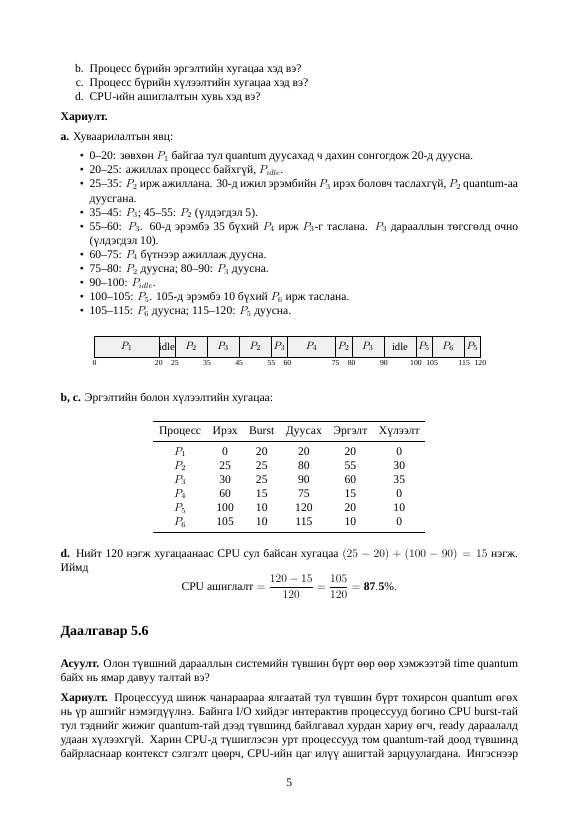 b. Процесс бүрийн эргэлтийн хугацаа хэд вэ?
c. Процесс бүрийн хүлээлтийн хугацаа хэд вэ?
d. CPU-ийн ашиглалтын хувь хэд вэ?
Хариулт.
a. Хуваарилалтын явц:
• 0–20: зөвхөн P₁ байгаа тул quantum дуусахад ч дахин сонгогдож 20-д дуусна.
• 20–25: ажиллах процесс байхгүй, P_idle.
• 25–35: P₂ ирж ажиллана. 30-д ижил эрэмбийн P₃ ирэх боловч таслахгүй, P₂ quantum-аа
дуусгана.
• 35–45: P₃; 45–55: P₂ (үлдэгдэл 5).
• 55–60: P₃. 60-д эрэмбэ 35 бүхий P₄ ирж P₃-г таслана. P₃ дарааллын төгсгөлд очно
(үлдэгдэл 10).
• 60–75: P₄ бүтнээр ажиллаж дуусна.
• 75–80: P₂ дуусна; 80–90: P₃ дуусна.
• 90–100: P_idle.
• 100–105: P₅. 105-д эрэмбэ 10 бүхий P₆ ирж таслана.
• 105–115: P₆ дуусна; 115–120: P₅ дуусна.
P₁ idle P₂ P₃ P₂ P₃ P₄ P₂ P₃ idle P₅ P₆ P₅
0 20 25 35 45 55 60 75 80 90 100 105 115 120
b, c. Эргэлтийн болон хүлээлтийн хугацаа:
Процесс Ирэх Burst Дуусах Эргэлт Хүлээлт
P₁ 0 20 20 20 0
P₂ 25 25 80 55 30
P₃ 30 25 90 60 35
P₄ 60 15 75 15 0
P₅ 100 10 120 20 10
P₆ 105 10 115 10 0
d. Нийт 120 нэгж хугацаанаас CPU сул байсан хугацаа (25 − 20) + (100 − 90) = 15 нэгж.
Иймд
CPU ашиглалт = (120 − 15)/120 = 105/120 = 87.5%.
Даалгавар 5.6
Асуулт. Олон түвшний дарааллын системийн түвшин бүрт өөр өөр хэмжээтэй time quantum
байх нь ямар давуу талтай вэ?
Хариулт. Процессууд шинж чанараараа ялгаатай тул түвшин бүрт тохирсон quantum өгөх
нь үр ашгийг нэмэгдүүлнэ. Байнга I/O хийдэг интерактив процессууд богино CPU burst-тай
тул тэднийг жижиг quantum-тай дээд түвшинд байлгавал хурдан хариу өгч, ready дараалалд
удаан хүлээхгүй. Харин CPU-д түшиглэсэн урт процессууд том quantum-тай доод түвшинд
байрласнаар контекст сэлгэлт цөөрч, CPU-ийн цаг илүү ашигтай зарцуулагдана. Ингэснээр
5